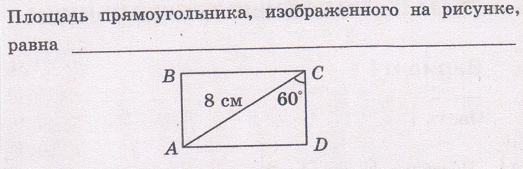 Площадь прямоугольника, изображенного на рисунке,
равна
B C
8 см 60°
A D